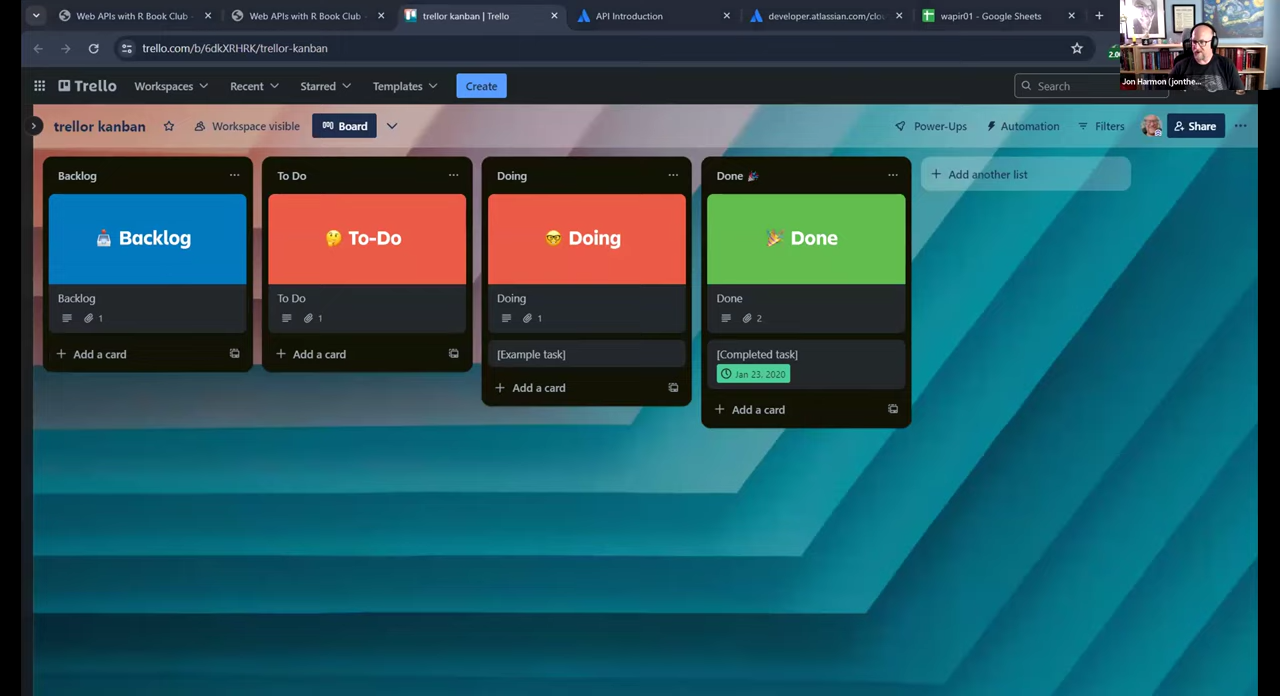 Web APIs with R Book Club
Web APIs with R Book Club
trellor kanban | Trello
API Introduction
developer.atlassian.com/clo
wapir01 - Google Sheets
trello.com/b/6dkXRHRK/trellor-kanban
2.0
Jon Harmon (jonthe...
Trello
Workspaces
Recent
Starred
Templates
Create
Search
trellor kanban
Workspace visible
Board
Power-Ups
Automation
Filters
Share
Backlog
To Do
Doing
Done 🎉
Add another list
📥 Backlog
🤔 To-Do
🤓 Doing
🎉 Done
Backlog
To Do
Doing
Done
1
1
1
2
Add a card
Add a card
[Example task]
[Completed task]
Jan 23, 2020
Add a card
Add a card